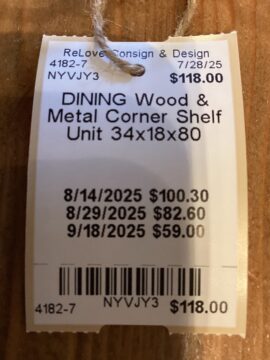 ReLove Consign & Design
4182-7 7/28/25
NYVJY3 $118.00
DINING Wood &
Metal Corner Shelf
Unit 34x18x80
8/14/2025 $100.30
8/29/2025 $82.60
9/18/2025 $59.00
NYVJY3
4182-7 $118.00